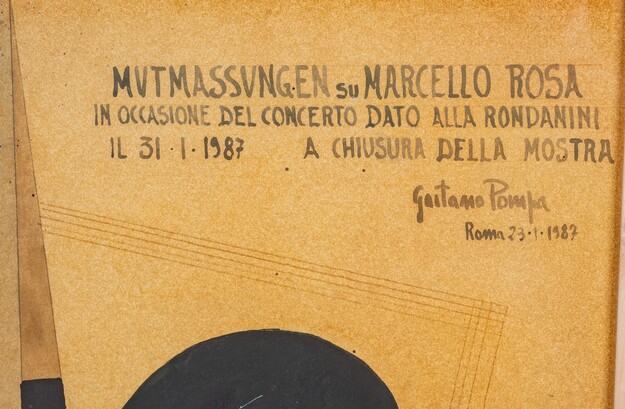 MVTMASSVNGEN su MARCELLO ROSA
IN OCCASIONE DEL CONCERTO DATO ALLA RONDANINI
IL 31·1·1987 A CHIUSURA DELLA MOSTRA
Gaetano Pompa
Roma 23·1·1987